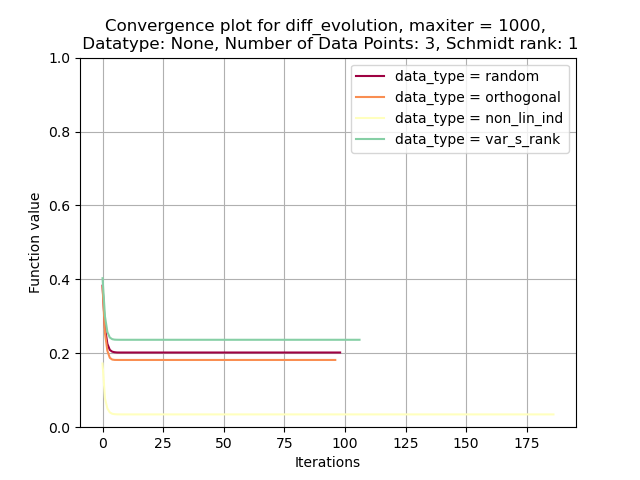 Convergence plot for diff_evolution, maxiter = 1000,
Datatype: None, Number of Data Points: 3, Schmidt rank: 1
1.0
0.8
0.6
0.4
0.2
0.0
Function value
data_type = random
data_type = orthogonal
data_type = non_lin_ind
data_type = var_s_rank
0 25 50 75 100 125 150 175
Iterations